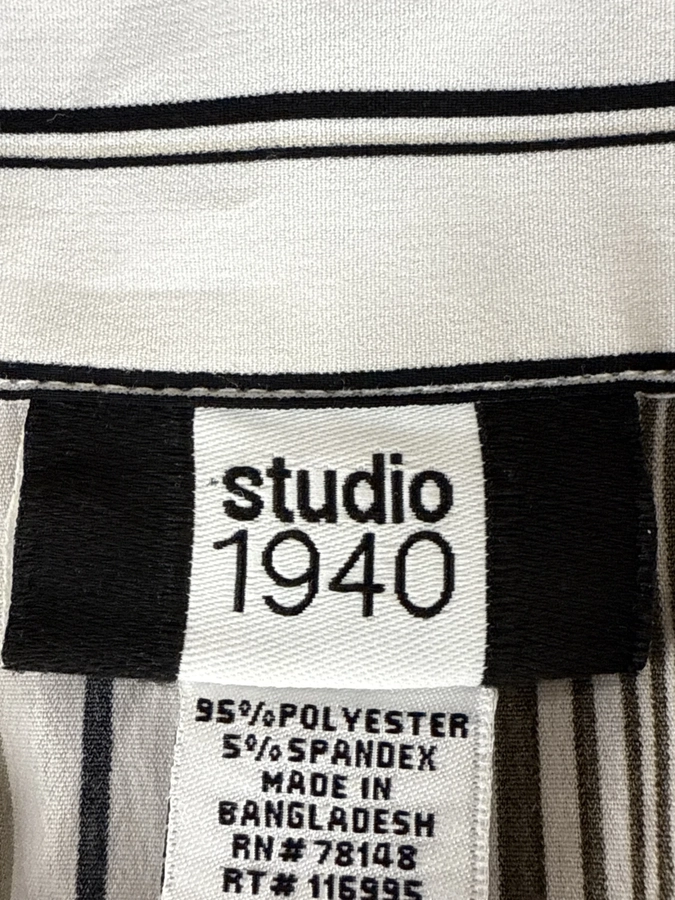 studio
1940
95%POLYESTER
5%SPANDEX
MADE IN
BANGLADESH
RN# 78148
RT# 116995